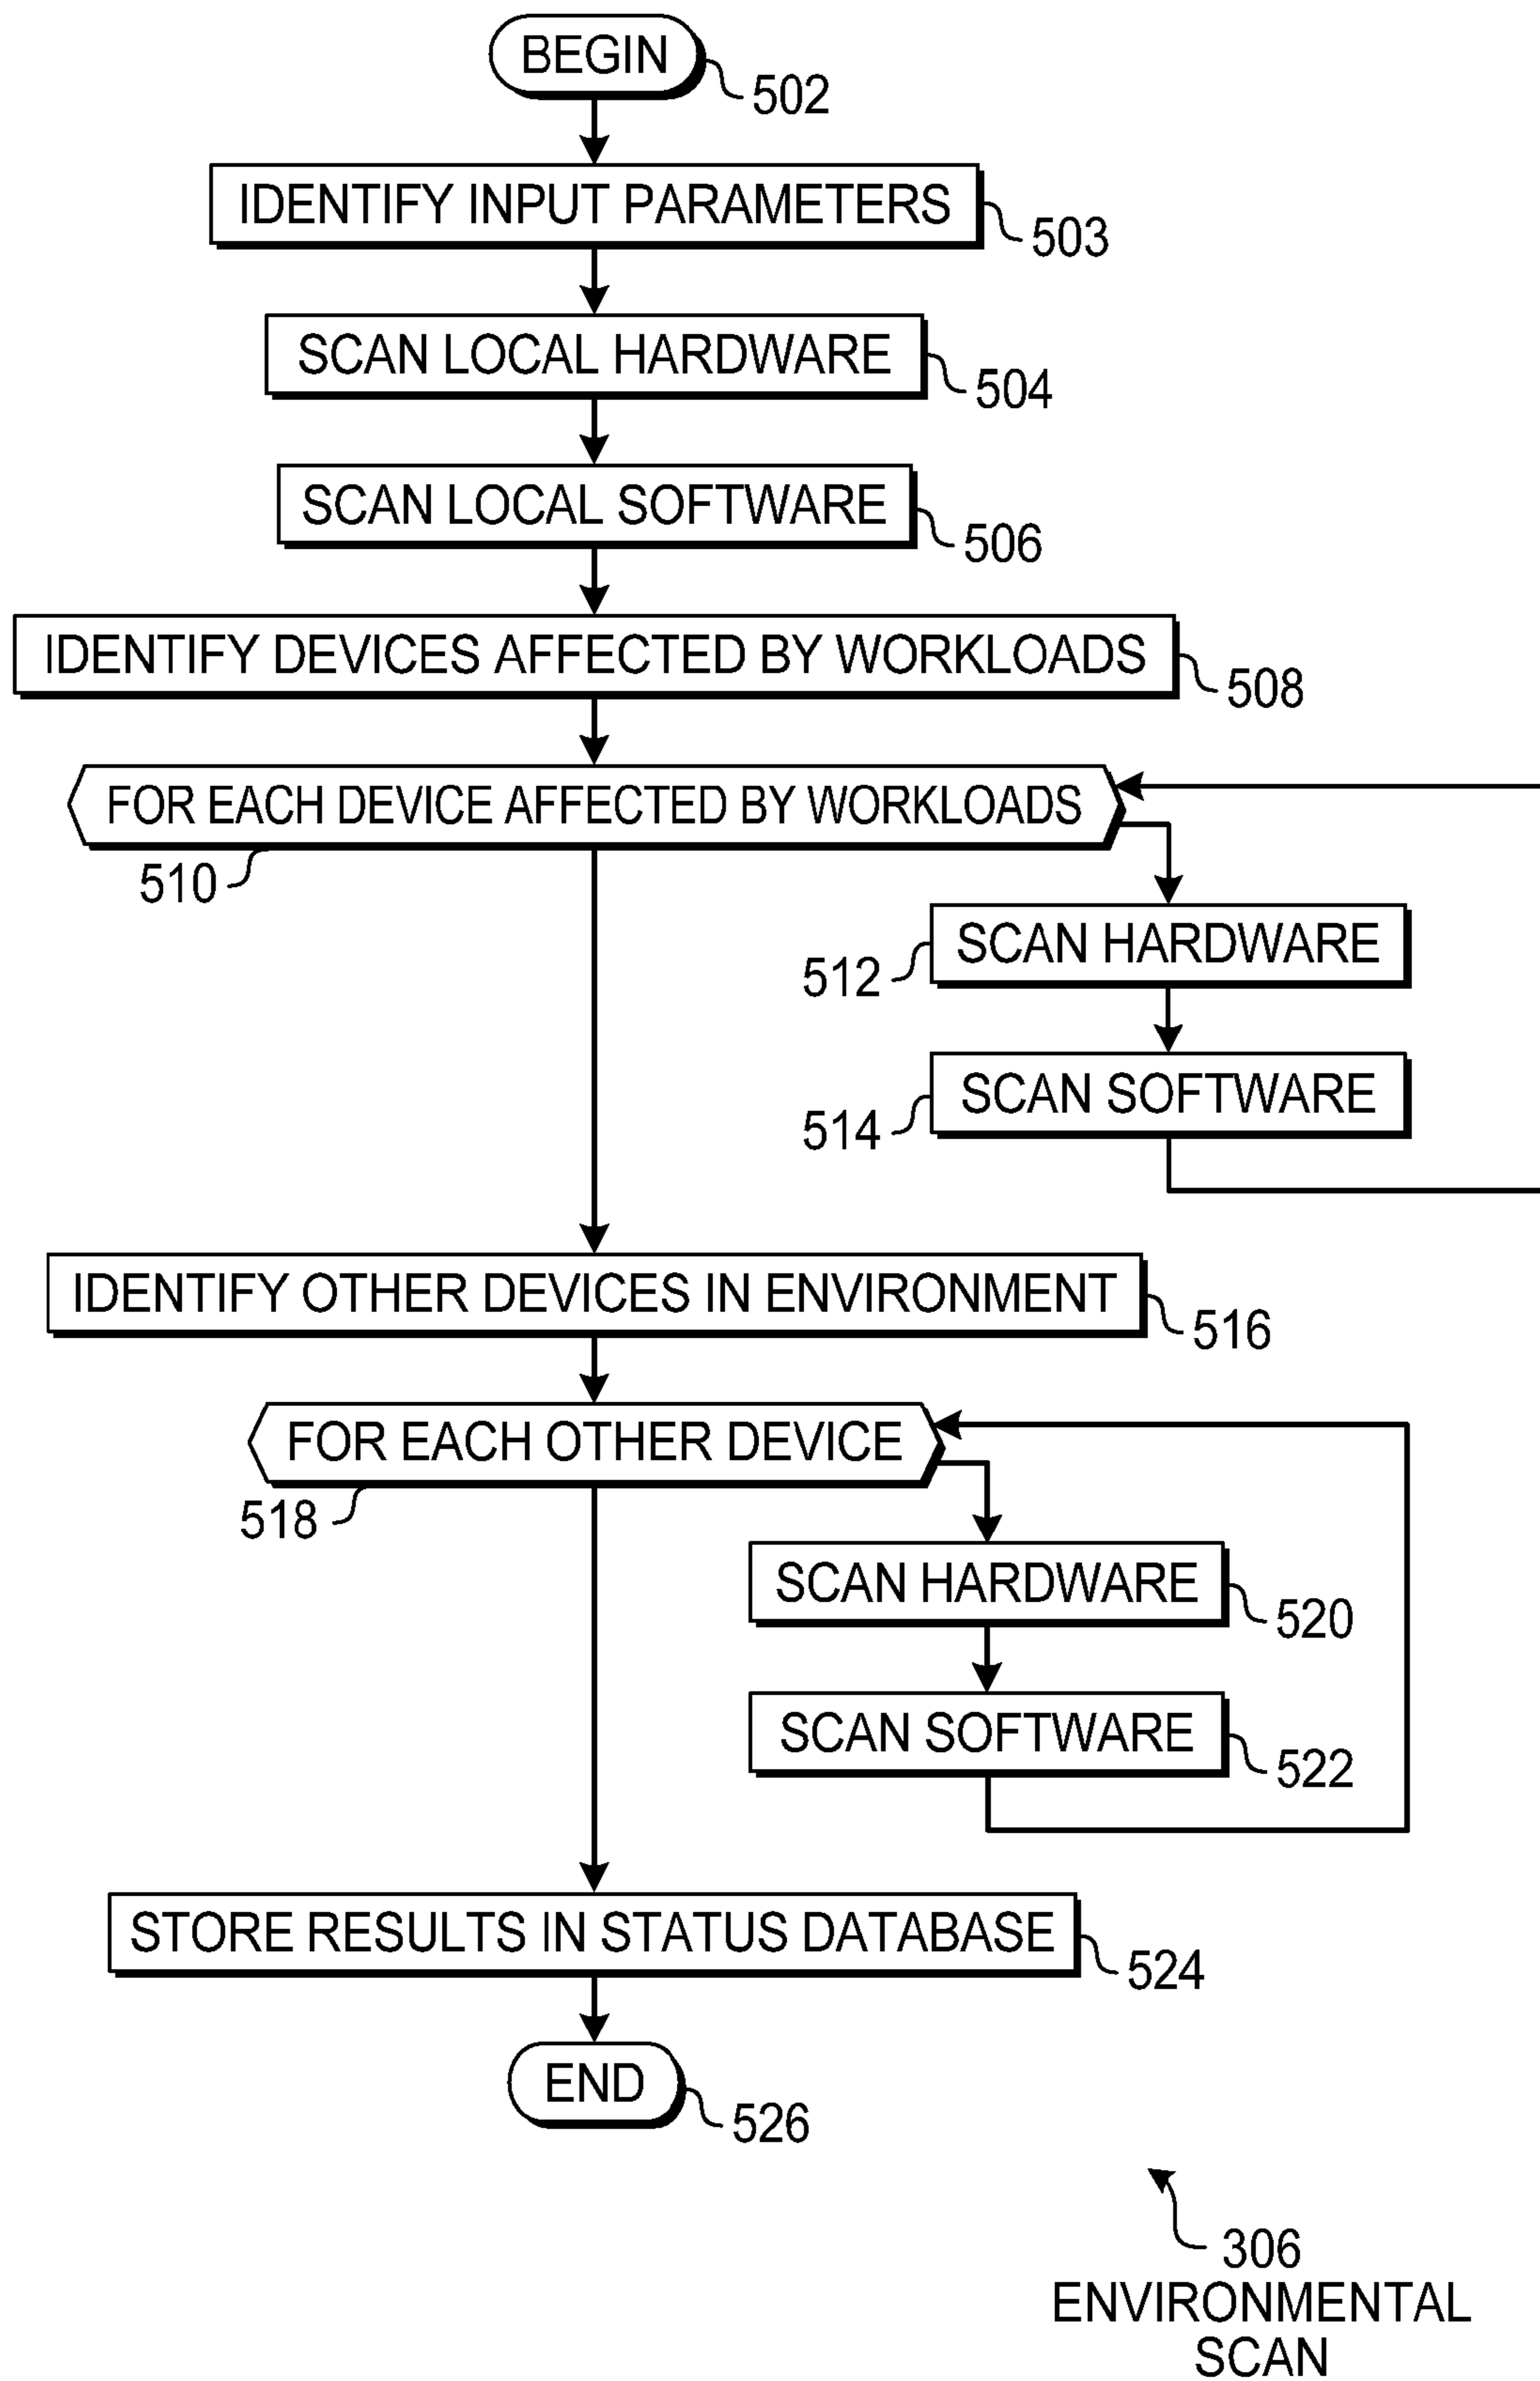 BEGIN
502
IDENTIFY INPUT PARAMETERS
503
SCAN LOCAL HARDWARE
504
SCAN LOCAL SOFTWARE
506
IDENTIFY DEVICES AFFECTED BY WORKLOADS
508
FOR EACH DEVICE AFFECTED BY WORKLOADS
510
SCAN HARDWARE
512
SCAN SOFTWARE
514
IDENTIFY OTHER DEVICES IN ENVIRONMENT
516
FOR EACH OTHER DEVICE
518
SCAN HARDWARE
520
SCAN SOFTWARE
522
STORE RESULTS IN STATUS DATABASE
524
END
526
306
ENVIRONMENTAL
SCAN